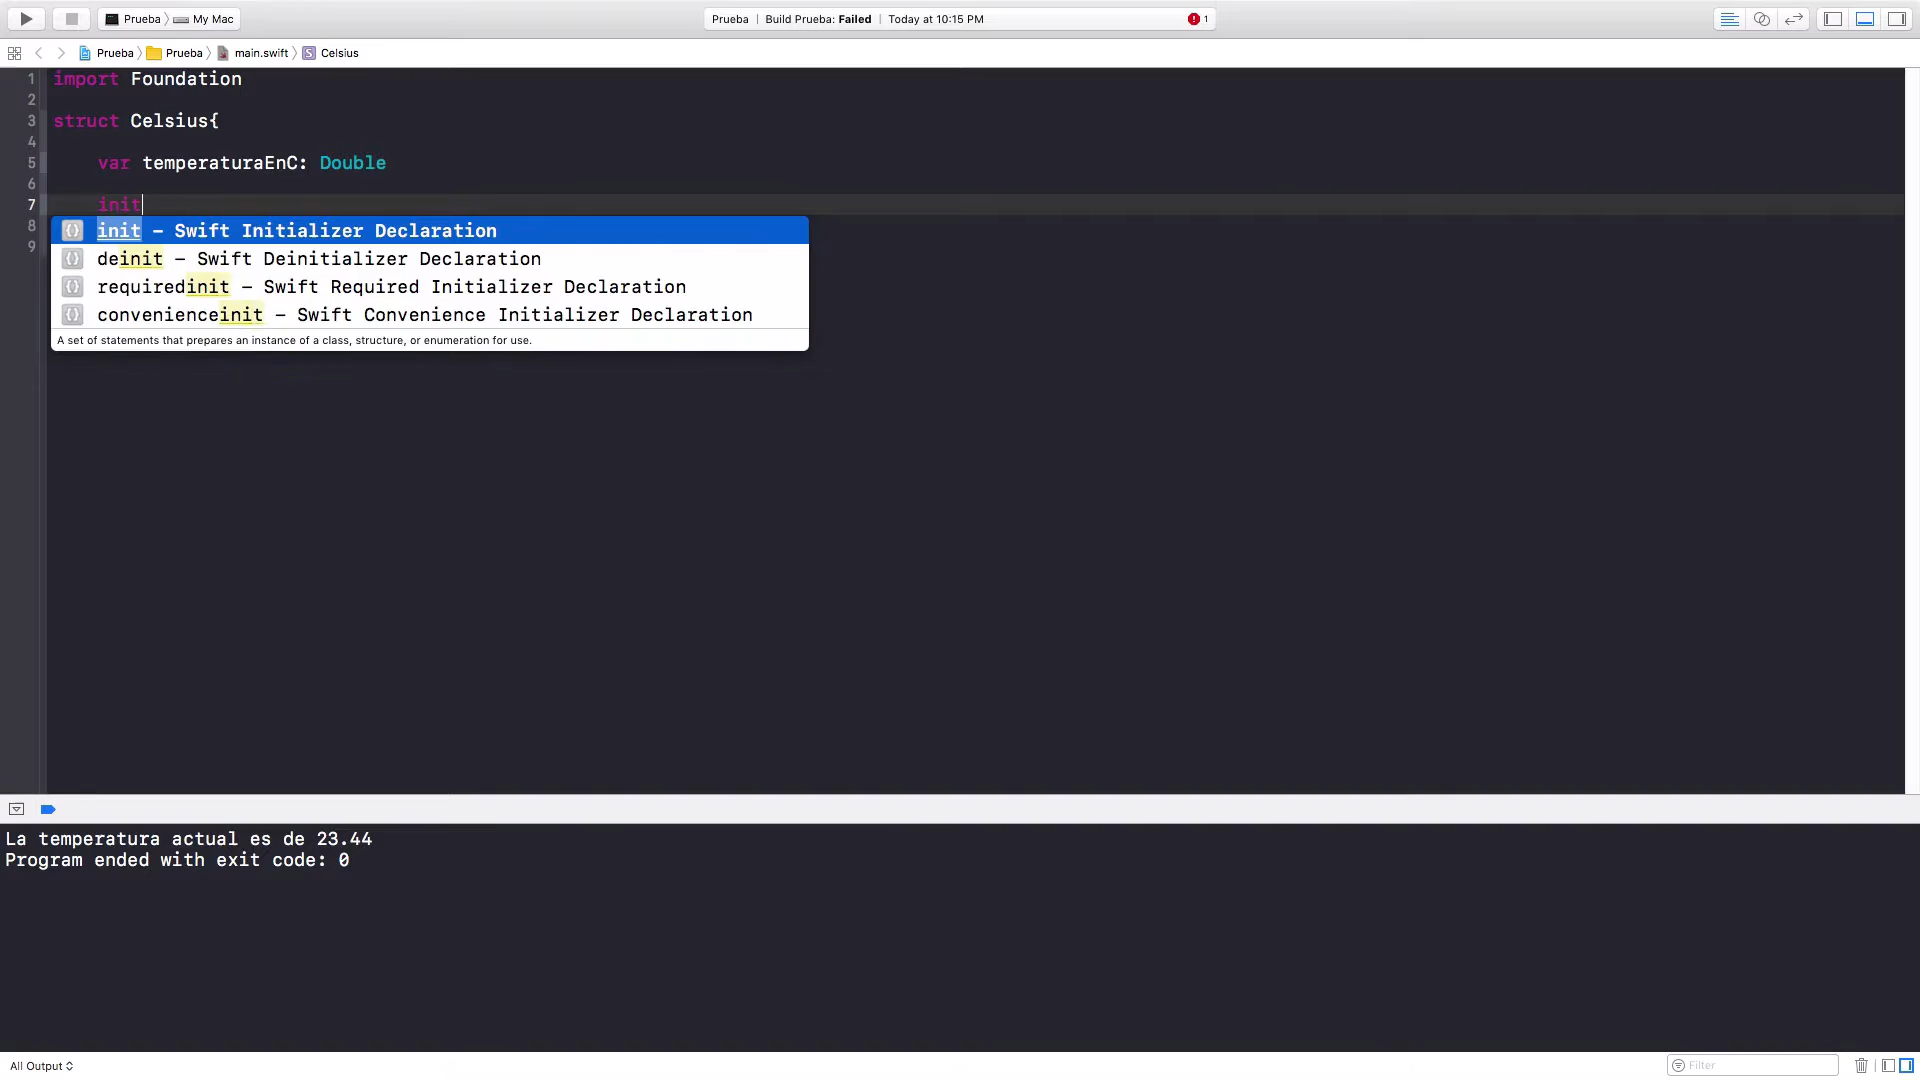 Prueba My Mac
Prueba | Build Prueba: Failed | Today at 10:15 PM 1
Prueba Prueba main.swift S Celsius
1 import Foundation
2
3 struct Celsius{
4
5 var temperaturaEnC: Double
6
7 init
8
9
{} init – Swift Initializer Declaration
{} deinit – Swift Deinitializer Declaration
{} requiredinit – Swift Required Initializer Declaration
{} convenienceinit – Swift Convenience Initializer Declaration
A set of statements that prepares an instance of a class, structure, or enumeration for use.
La temperatura actual es de 23.44
Program ended with exit code: 0
All Output
Filter